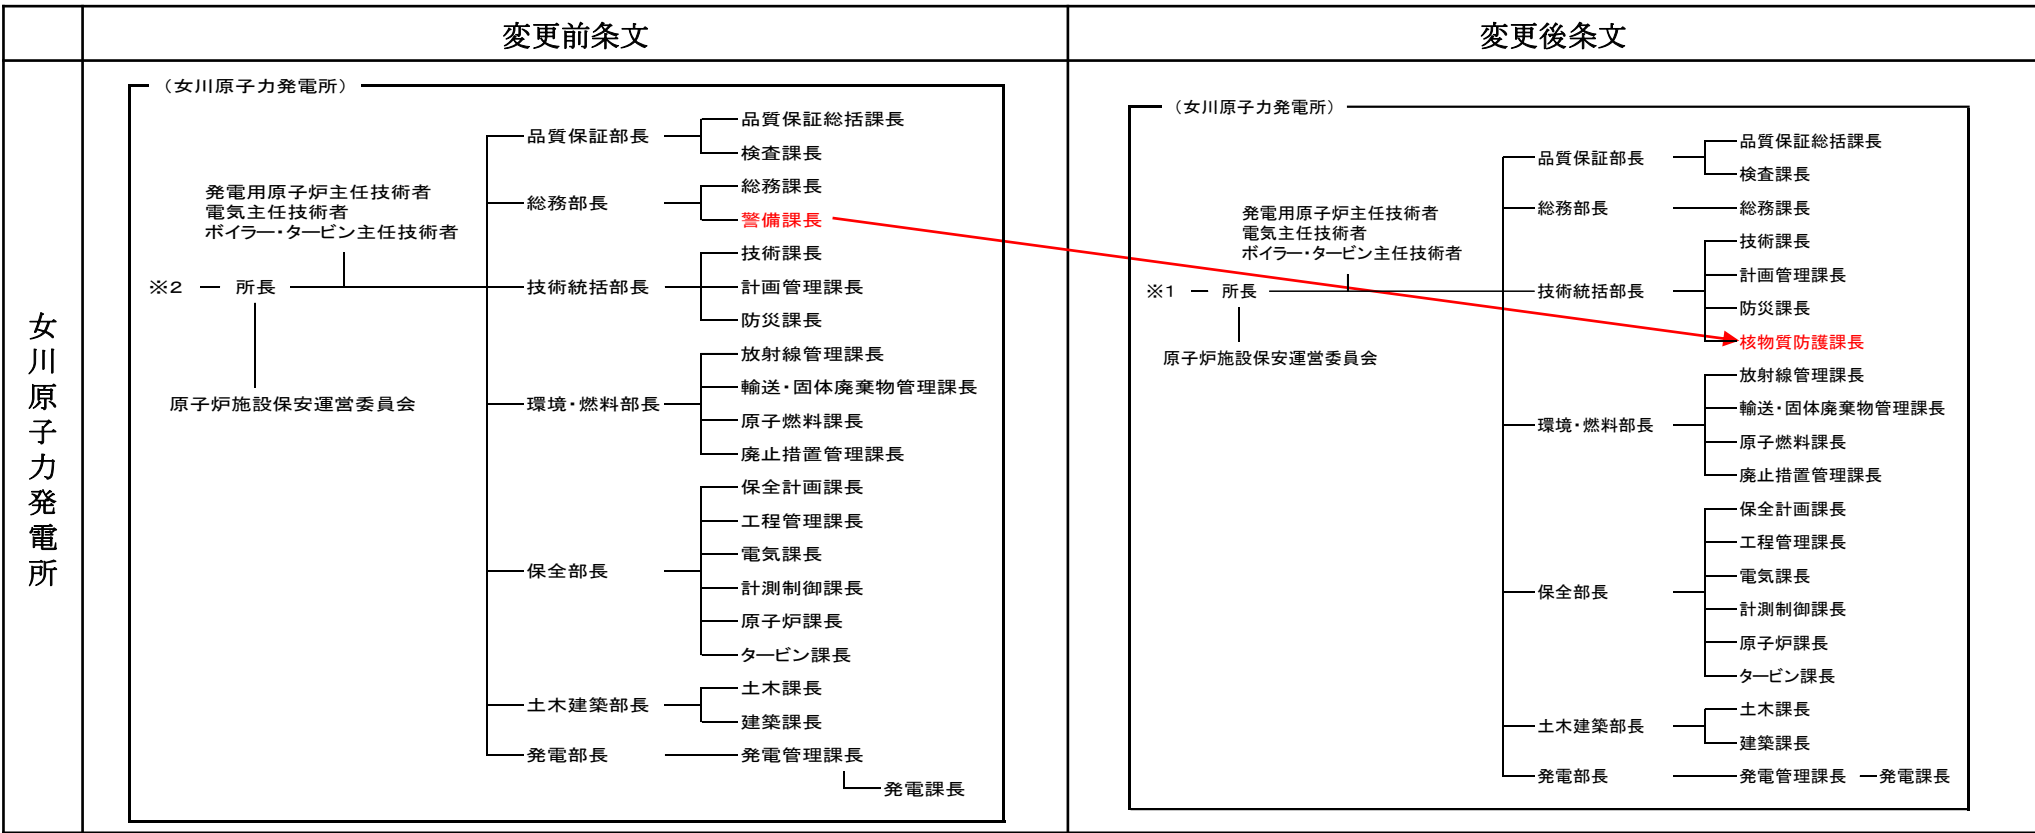 変更前条文
変更後条文
女川原子力発電所
（女川原子力発電所）
品質保証部長
品質保証総括課長
検査課長
総務部長
総務課長
警備課長
発電用原子炉主任技術者
電気主任技術者
ボイラー・タービン主任技術者
※2
所長
技術統括部長
技術課長
計画管理課長
防災課長
原子炉施設保安運営委員会
環境・燃料部長
放射線管理課長
輸送・固体廃棄物管理課長
原子燃料課長
廃止措置管理課長
保全部長
保全計画課長
工程管理課長
電気課長
計測制御課長
原子炉課長
タービン課長
土木建築部長
土木課長
建築課長
発電部長
発電管理課長
発電課長
（女川原子力発電所）
品質保証部長
品質保証総括課長
検査課長
総務部長
総務課長
発電用原子炉主任技術者
電気主任技術者
ボイラー・タービン主任技術者
※1
所長
技術統括部長
技術課長
計画管理課長
防災課長
核物質防護課長
原子炉施設保安運営委員会
環境・燃料部長
放射線管理課長
輸送・固体廃棄物管理課長
原子燃料課長
廃止措置管理課長
保全部長
保全計画課長
工程管理課長
電気課長
計測制御課長
原子炉課長
タービン課長
土木建築部長
土木課長
建築課長
発電部長
発電管理課長
発電課長